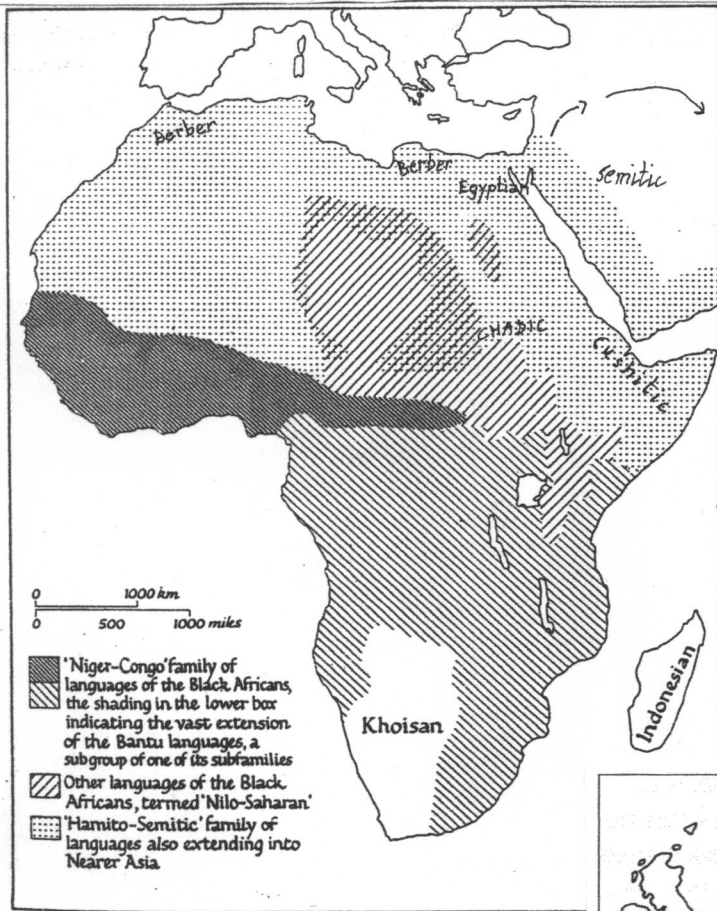 Berber
Berber
Egyptian
Semitic
CHADIC
Cushitic
0 1000 km
0 500 1000 miles
'Niger-Congo' family of
languages of the Black Africans,
the shading in the lower box
indicating the vast extension
of the Bantu languages, a
subgroup of one of its subfamilies
Other languages of the Black
Africans, termed 'Nilo-Saharan'
'Hamito-Semitic' family of
languages also extending into
Nearer Asia
Khoisan
Indonesian